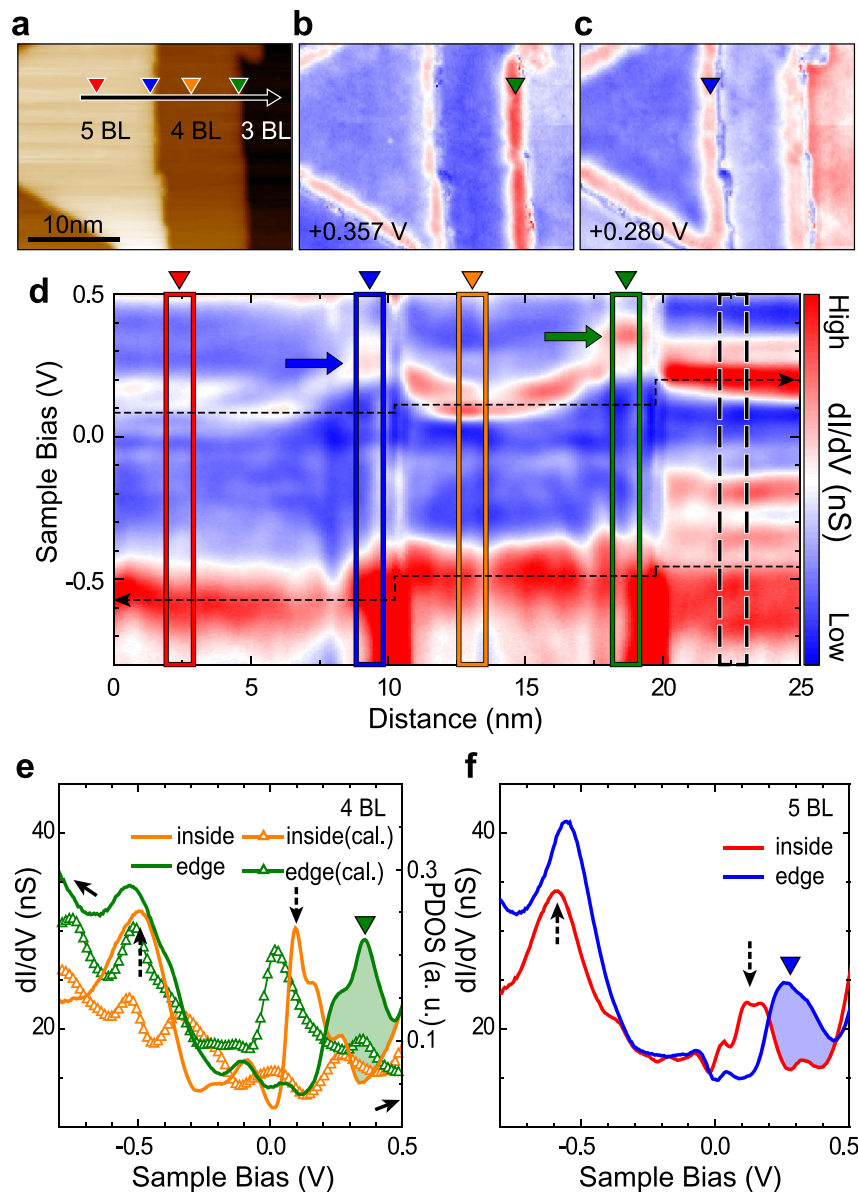 a
5 BL 4 BL 3 BL
10nm
b
+0.357 V
c
+0.280 V
d
0.5
0.0
-0.5
Sample Bias (V)
0 5 10 15 20 25
Distance (nm)
High
dI/dV (nS)
Low
e
4 BL
inside inside(cal.)
edge edge(cal.)
40
20
dI/dV (nS)
0.3
0.1
PDOS (a. u.)
-0.5 0.0 0.5
Sample Bias (V)
f
5 BL
inside
edge
40
20
dI/dV (nS)
-0.5 0.0 0.5
Sample Bias (V)